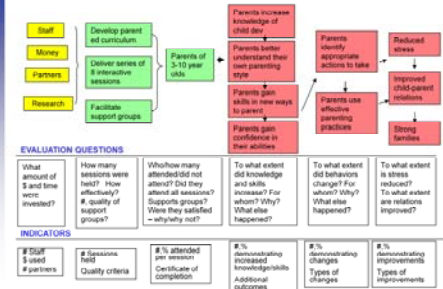 Staff
Money
Partners
Research
Develop parent
ed curriculum
Deliver series of
8 interactive
sessions
Facilitate
support groups
Parents of
3-10 year
olds
Parents increase
knowledge of
child dev
Parents better
understand their
own parenting
style
Parents gain
skills in new ways
to parent
Parents gain
confidence in
their abilities
Parents
identify
appropriate
actions to take
Parents use
effective
parenting
practices
Reduced
stress
Improved
child-parent
relations
Strong
families
EVALUATION QUESTIONS
What
amount of
$ and time
were
invested?
How many
sessions were
held? How
effectively?
#, quality of
support
groups?
Who/how many
attended/did not
attend? Did they
attend all sessions?
Supports groups?
Were they satisfied
– why/why not?
To what extent
did knowledge
and skills
increase? For
whom? Why?
What else
happened?
To what extent
did behaviors
change? For
whom? Why?
What else
happened?
To what extent
is stress
reduced?
To what extent
are relations
improved?
INDICATORS
# Staff
$ used
# partners
# Sessions
held
Quality criteria
#,% attended
per session
Certificate of
completion
#,%
demonstrating
increased
knowledge/skills
Additional
outcomes
#,%
demonstrating
changes
Types of
changes
#,%
demonstrating
improvements
Types of
improvements